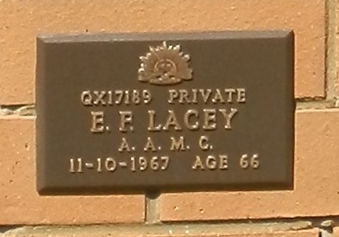 QX17189 PRIVATE
E. F. LACEY
A. A. M. C.
11-10-1967 AGE 66